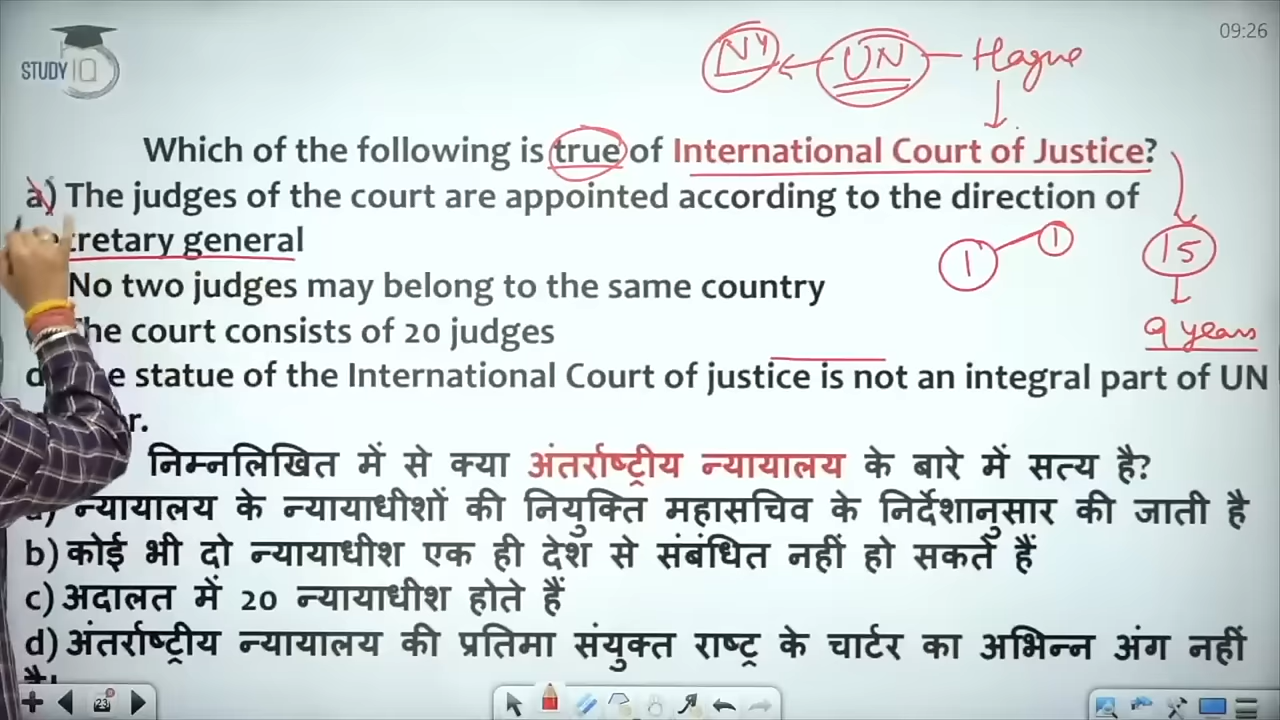 STUDY IQ
09:26
NY UN Hague
Which of the following is true of International Court of Justice?
a) The judges of the court are appointed according to the direction of
cretary general
1 1
15
No two judges may belong to the same country
he court consists of 20 judges
9 years
d e statue of the International Court of justice is not an integral part of UN
r.
निम्नलिखित में से क्या अंतर्राष्ट्रीय न्यायालय के बारे में सत्य है?
a) न्यायालय के न्यायाधीशों की नियुक्ति महासचिव के निर्देशानुसार की जाती है
b) कोई भी दो न्यायाधीश एक ही देश से संबंधित नहीं हो सकते हैं
c) अदालत में 20 न्यायाधीश होते हैं
d) अंतर्राष्ट्रीय न्यायालय की प्रतिमा संयुक्त राष्ट्र के चार्टर का अभिन्न अंग नहीं
है।
23